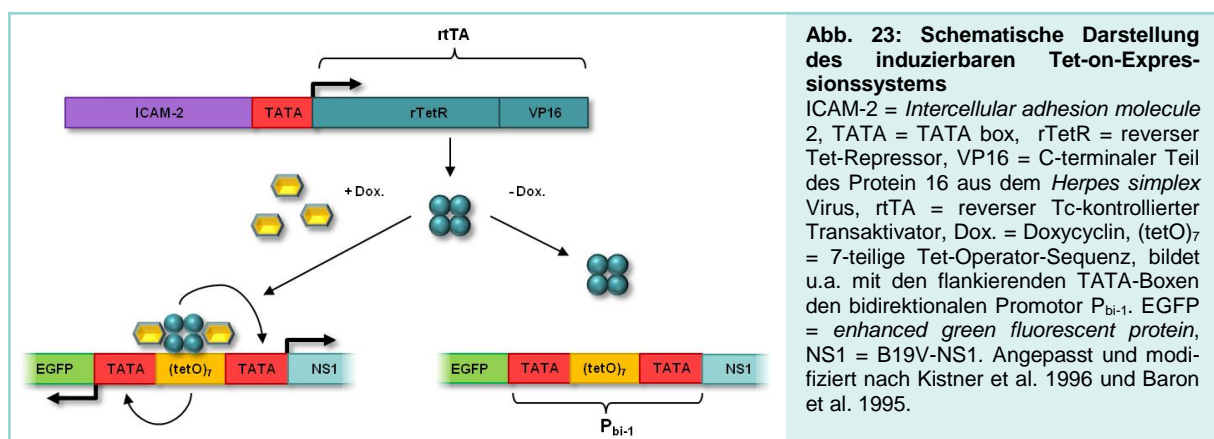 rtTA
ICAM-2 TATA rTetR VP16
+ Dox. - Dox.
EGFP TATA (tetO)₇ TATA NS1
EGFP TATA (tetO)₇ TATA NS1
P bi-1
Abb. 23: Schematische Darstellung
des induzierbaren Tet-on-Expres-
sionssystems
ICAM-2 = Intercellular adhesion molecule
2, TATA = TATA box, rTetR = reverser
Tet-Repressor, VP16 = C-terminaler Teil
des Protein 16 aus dem Herpes simplex
Virus, rtTA = reverser Tc-kontrollierter
Transaktivator, Dox. = Doxycyclin, (tetO)₇
= 7-teilige Tet-Operator-Sequenz, bildet
u.a. mit den flankierenden TATA-Boxen
den bidirektionalen Promotor Pbi-1. EGFP
= enhanced green fluorescent protein,
NS1 = B19V-NS1. Angepasst und modi-
fiziert nach Kistner et al. 1996 und Baron
et al. 1995.